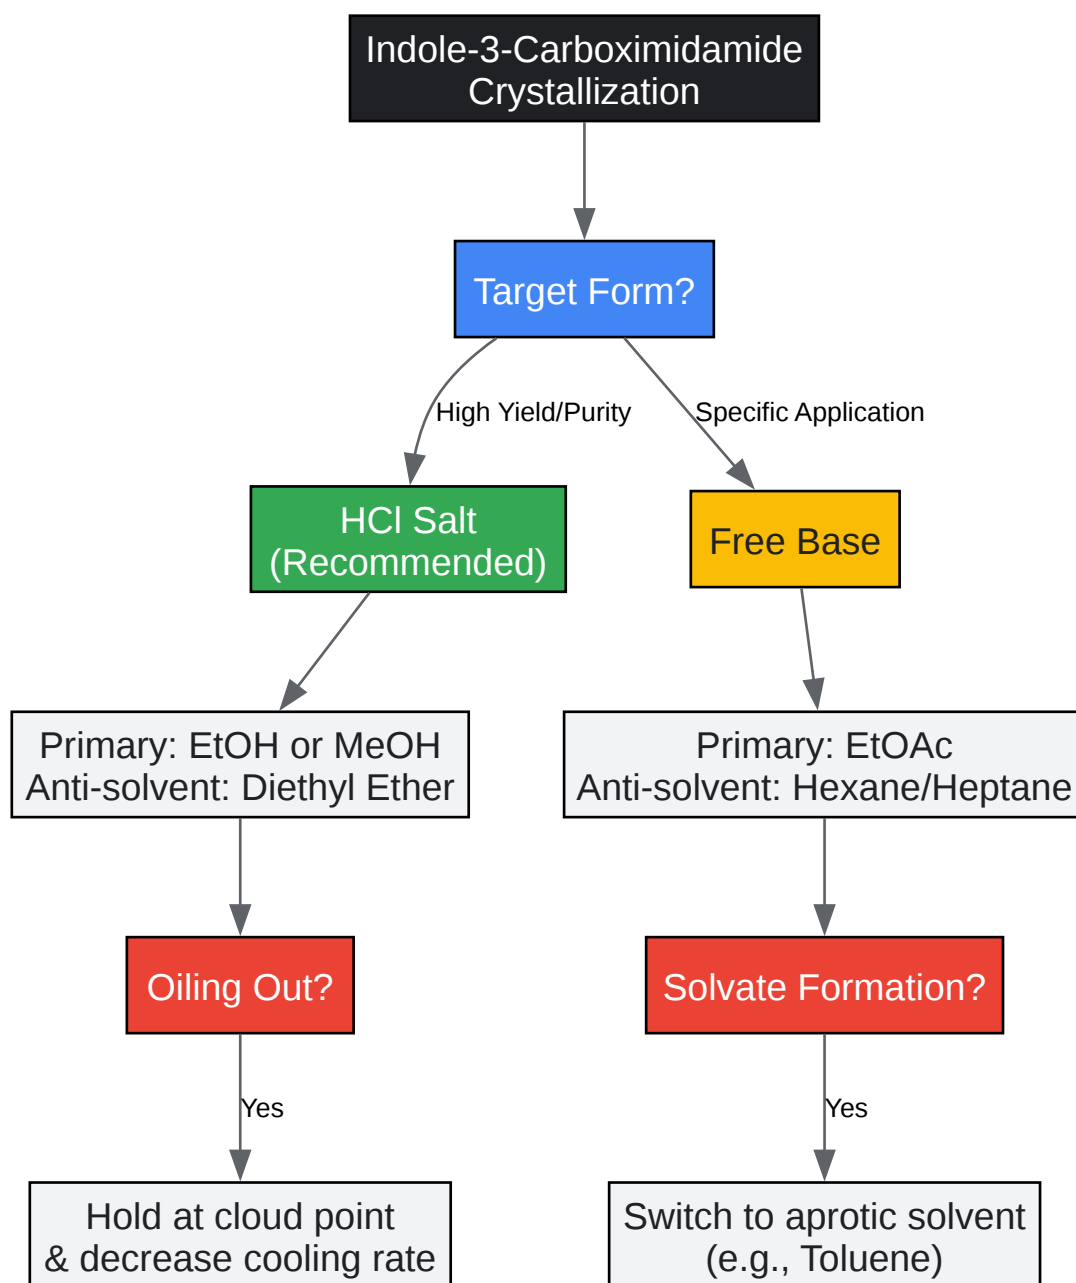 Indole-3-Carboximidamide
Crystallization
Target Form?
High Yield/Purity
Specific Application
HCl Salt
(Recommended)
Free Base
Primary: EtOH or MeOH
Anti-solvent: Diethyl Ether
Primary: EtOAc
Anti-solvent: Hexane/Heptane
Oiling Out?
Solvate Formation?
Yes
Yes
Hold at cloud point
& decrease cooling rate
Switch to aprotic solvent
(e.g., Toluene)